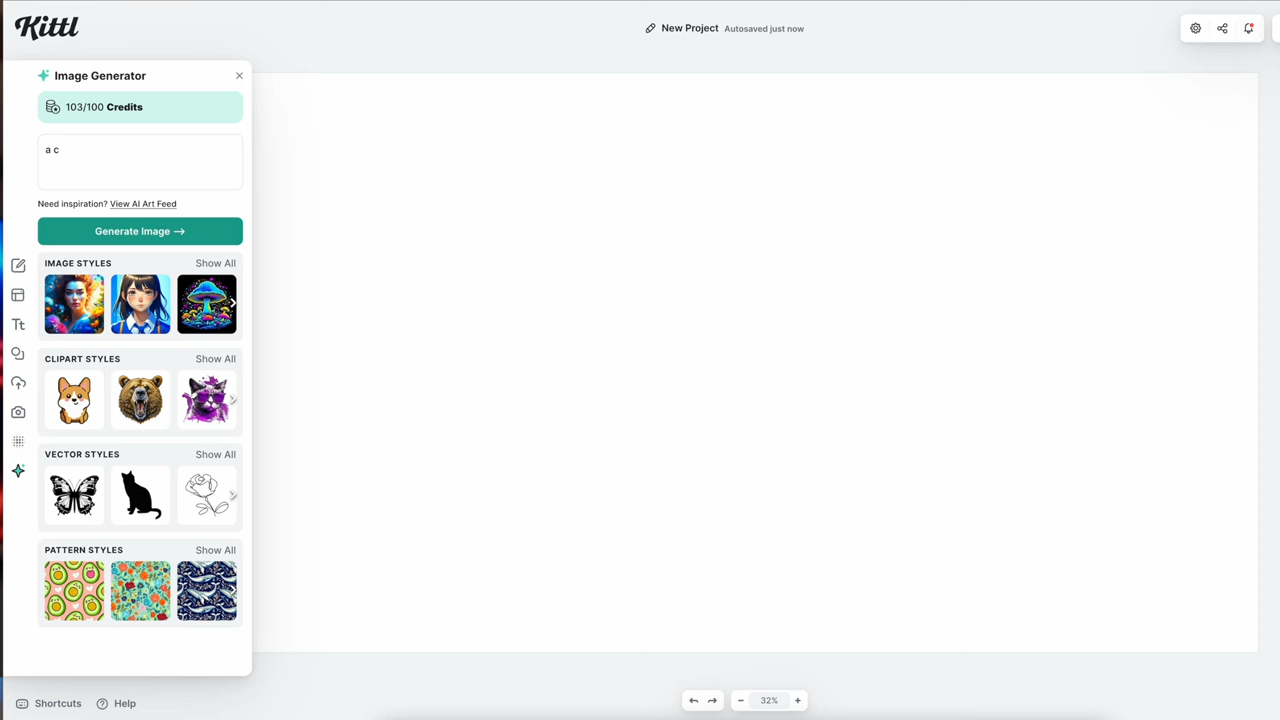 Kittl
New Project Autosaved just now
Image Generator
103/100 Credits
a c
Need inspiration? View AI Art Feed
Generate Image →
IMAGE STYLES Show All
CLIPART STYLES Show All
VECTOR STYLES Show All
PATTERN STYLES Show All
Tt
Shortcuts
Help
32%